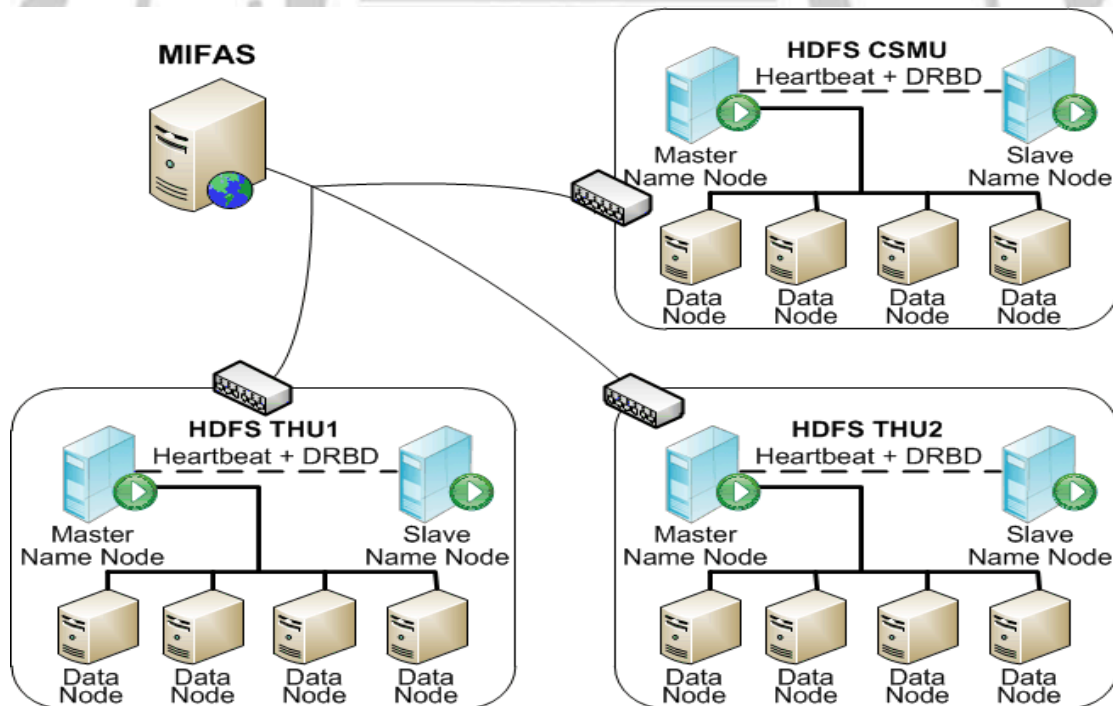 MIFAS
HDFS CSMU
Heartbeat + DRBD
Master
Name Node
Slave
Name Node
Data
Node
Data
Node
Data
Node
Data
Node
HDFS THU1
Heartbeat + DRBD
Master
Name Node
Slave
Name Node
Data
Node
Data
Node
Data
Node
Data
Node
HDFS THU2
Heartbeat + DRBD
Master
Name Node
Slave
Name Node
Data
Node
Data
Node
Data
Node
Data
Node